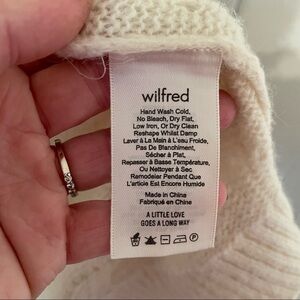 wilfred
Hand Wash Cold,
No Bleach, Dry Flat,
Low Iron, Or Dry Clean
Reshape Whilst Damp
Laver à La Main à L'eau Fraiche,
Pas De Blanchiment,
Sécher à Plat,
Repasser à Basse Température,
Ou Nettoyer à Sec
Remodeler Pendant Que
L'article Est Encore Humide
Made in China
Fabriqué en Chine
A LITTLE LOVE
GOES A LONG WAY